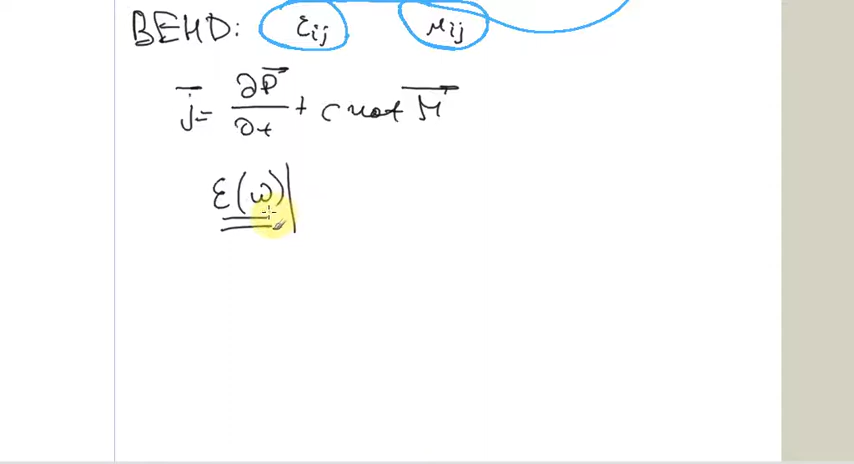 BEHD: εij μij
j⃗ = ∂P⃗/∂t + c rot M⃗
ε(ω)|